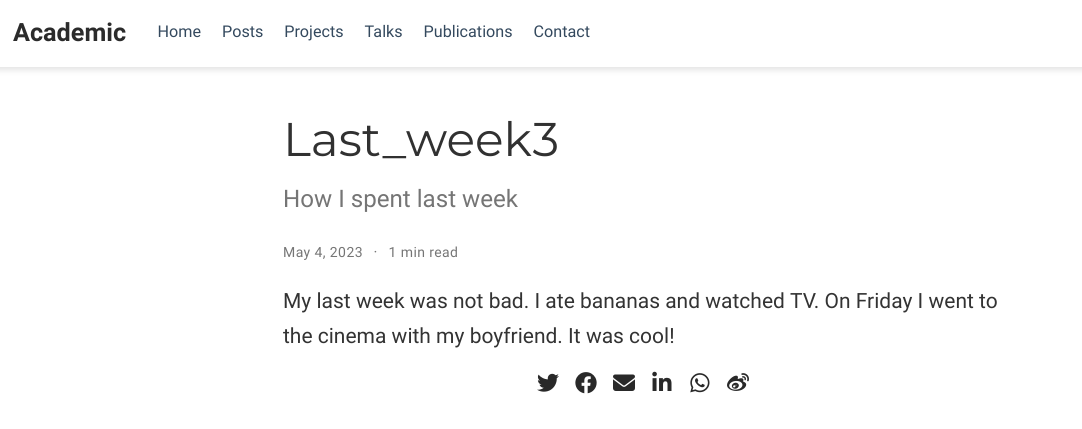 Academic Home Posts Projects Talks Publications Contact
Last_week3
How I spent last week
May 4, 2023 · 1 min read
My last week was not bad. I ate bananas and watched TV. On Friday I went to
the cinema with my boyfriend. It was cool!